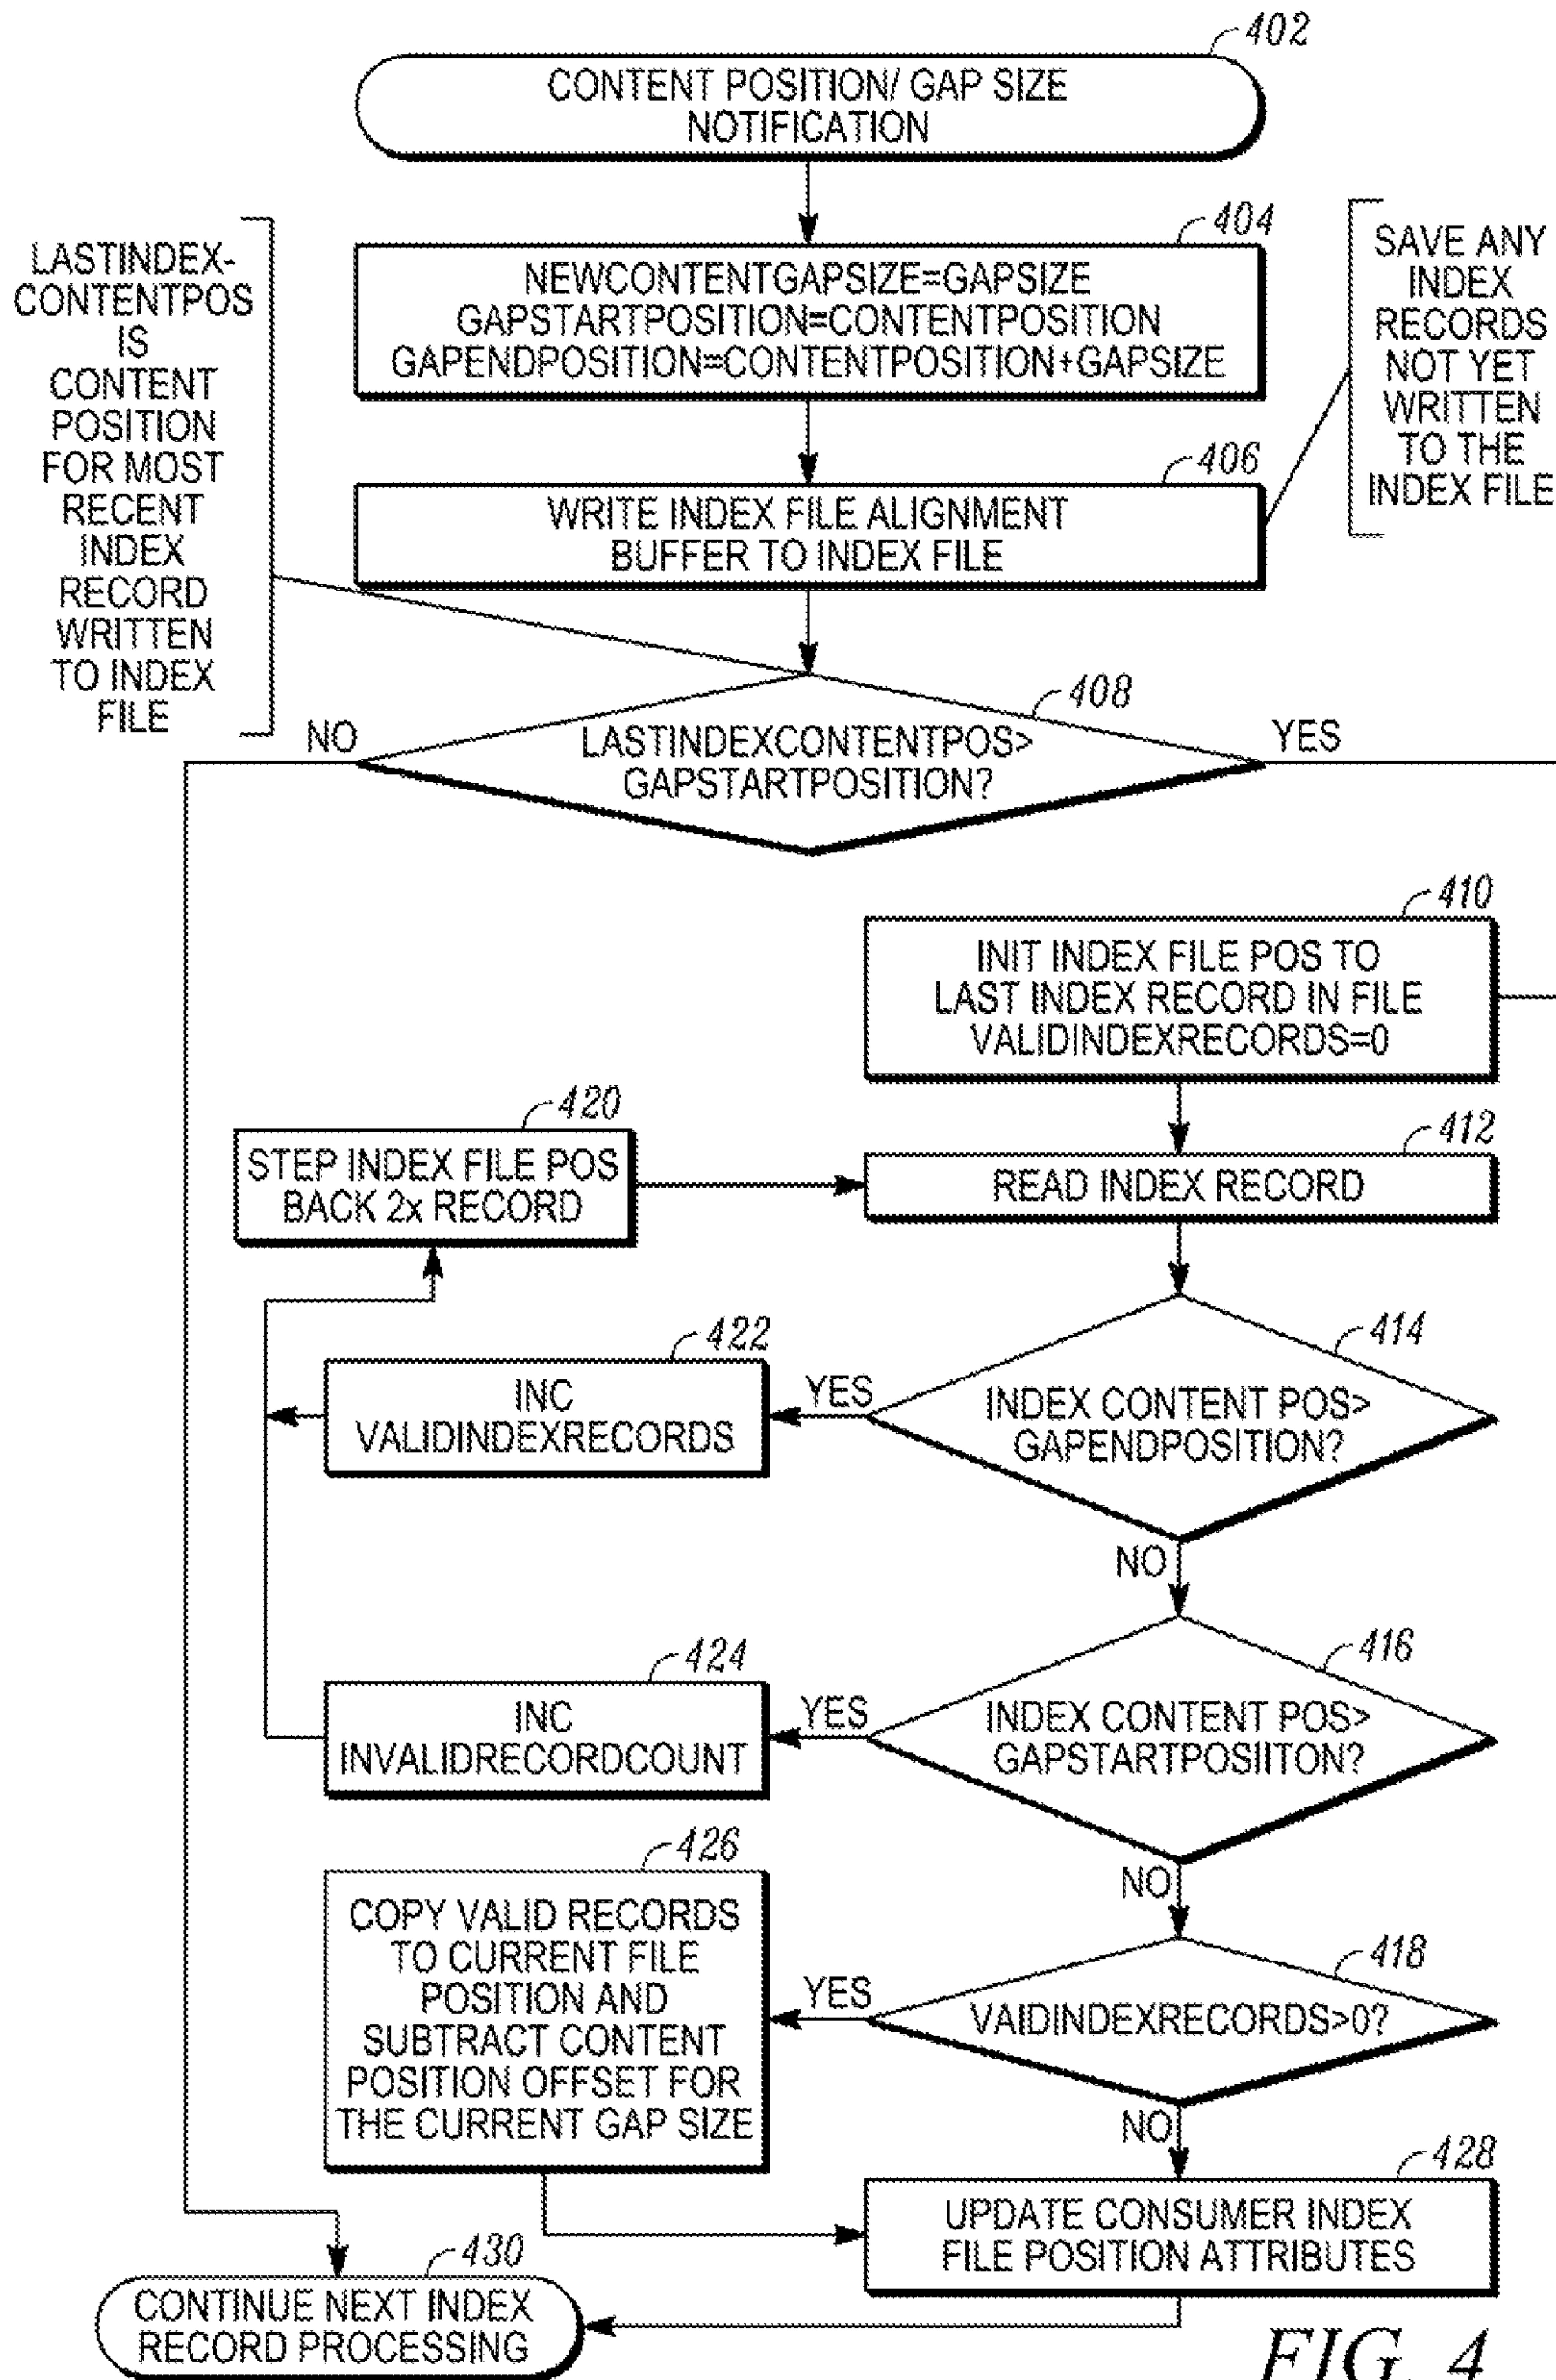 402
CONTENT POSITION/ GAP SIZE
NOTIFICATION
404
NEWCONTENTGAPSIZE=GAPSIZE
GAPSTARTPOSITION=CONTENTPOSITION
GAPENDPOSITION=CONTENTPOSITION+GAPSIZE
SAVE ANY
INDEX
RECORDS
NOT YET
WRITTEN
TO THE
INDEX FILE
LASTINDEX-
CONTENTPOS
IS
CONTENT
POSITION
FOR MOST
RECENT
INDEX
RECORD
WRITTEN
TO INDEX
FILE
406
WRITE INDEX FILE ALIGNMENT
BUFFER TO INDEX FILE
408
NO
LASTINDEXCONTENTPOS>
GAPSTARTPOSITION?
YES
410
INIT INDEX FILE POS TO
LAST INDEX RECORD IN FILE
VALIDINDEXRECORDS=0
420
STEP INDEX FILE POS
BACK 2x RECORD
412
READ INDEX RECORD
422
INC
VALIDINDEXRECORDS
YES
414
INDEX CONTENT POS>
GAPENDPOSITION?
NO
424
INC
INVALIDRECORDCOUNT
YES
416
INDEX CONTENT POS>
GAPSTARTPOSIITON?
NO
426
COPY VALID RECORDS
TO CURRENT FILE
POSITION AND
SUBTRACT CONTENT
POSITION OFFSET FOR
THE CURRENT GAP SIZE
YES
418
VAIDINDEXRECORDS>0?
NO
428
UPDATE CONSUMER INDEX
FILE POSITION ATTRIBUTES
430
CONTINUE NEXT INDEX
RECORD PROCESSING
FIG. 4